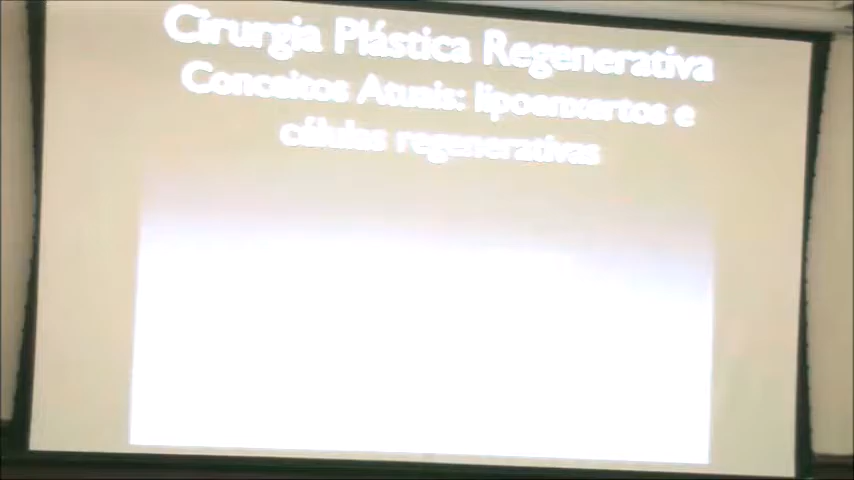 Cirurgia Plástica Regenerativa
Conceitos Atuais: lipoenxertos e
células regenerativas